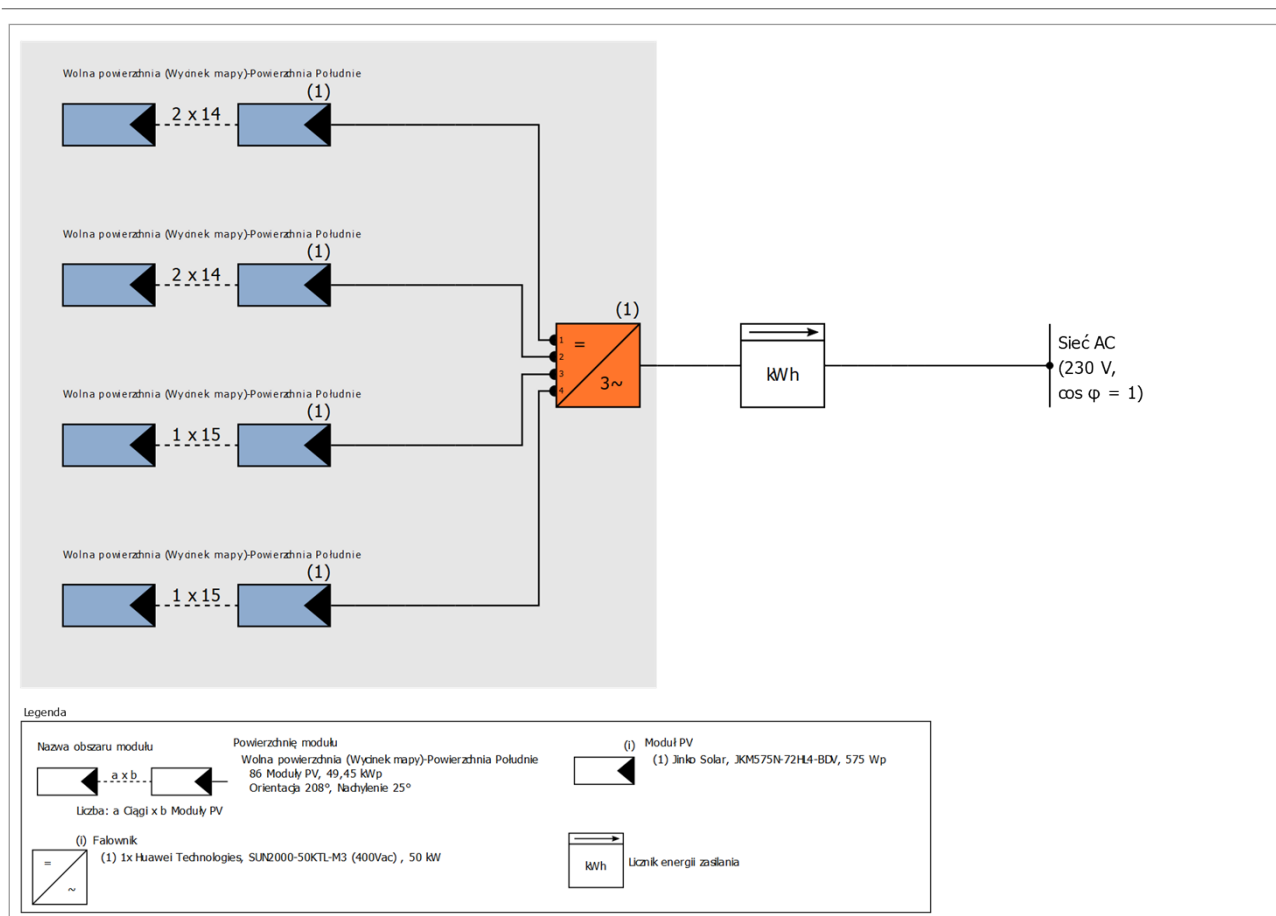 Wolna powierzchnia (Wycinek mapy)-Powierzchnia Południe
(1)
2 x 14
Wolna powierzchnia (Wycinek mapy)-Powierzchnia Południe
(1)
2 x 14
Wolna powierzchnia (Wycinek mapy)-Powierzchnia Południe
(1)
1 x 15
Wolna powierzchnia (Wycinek mapy)-Powierzchnia Południe
(1)
1 x 15
(1)
1
2
3
4
=
3~
kWh
Sieć AC
(230 V,
cos φ = 1)
Legenda
Nazwa obszaru modułu
a x b
Liczba: a Ciągi x b Moduły PV
Powierzchnię modułu
Wolna powierzchnia (Wycinek mapy)-Powierzchnia Południe
86 Moduły PV, 49,45 kWp
Orientacja 208°, Nachylenie 25°
(i) Moduł PV
(1) Jinko Solar, JKM575N-72HL4-BDV, 575 Wp
(i) Falownik
= ~
(1) 1x Huawei Technologies, SUN2000-50KTL-M3 (400Vac) , 50 kW
kWh
Licznik energii zasilania